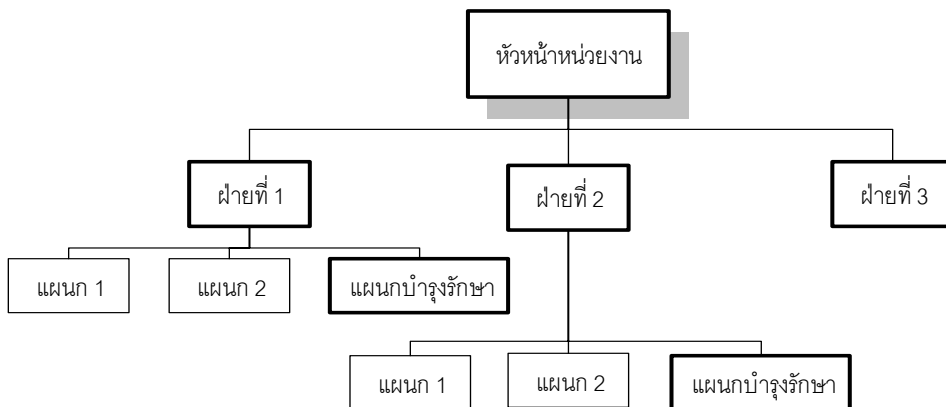 หัวหน้าหน่วยงาน
ฝ่ายที่ 1
ฝ่ายที่ 2
ฝ่ายที่ 3
แผนก 1
แผนก 2
แผนกบำรุงรักษา
แผนก 1
แผนก 2
แผนกบำรุงรักษา